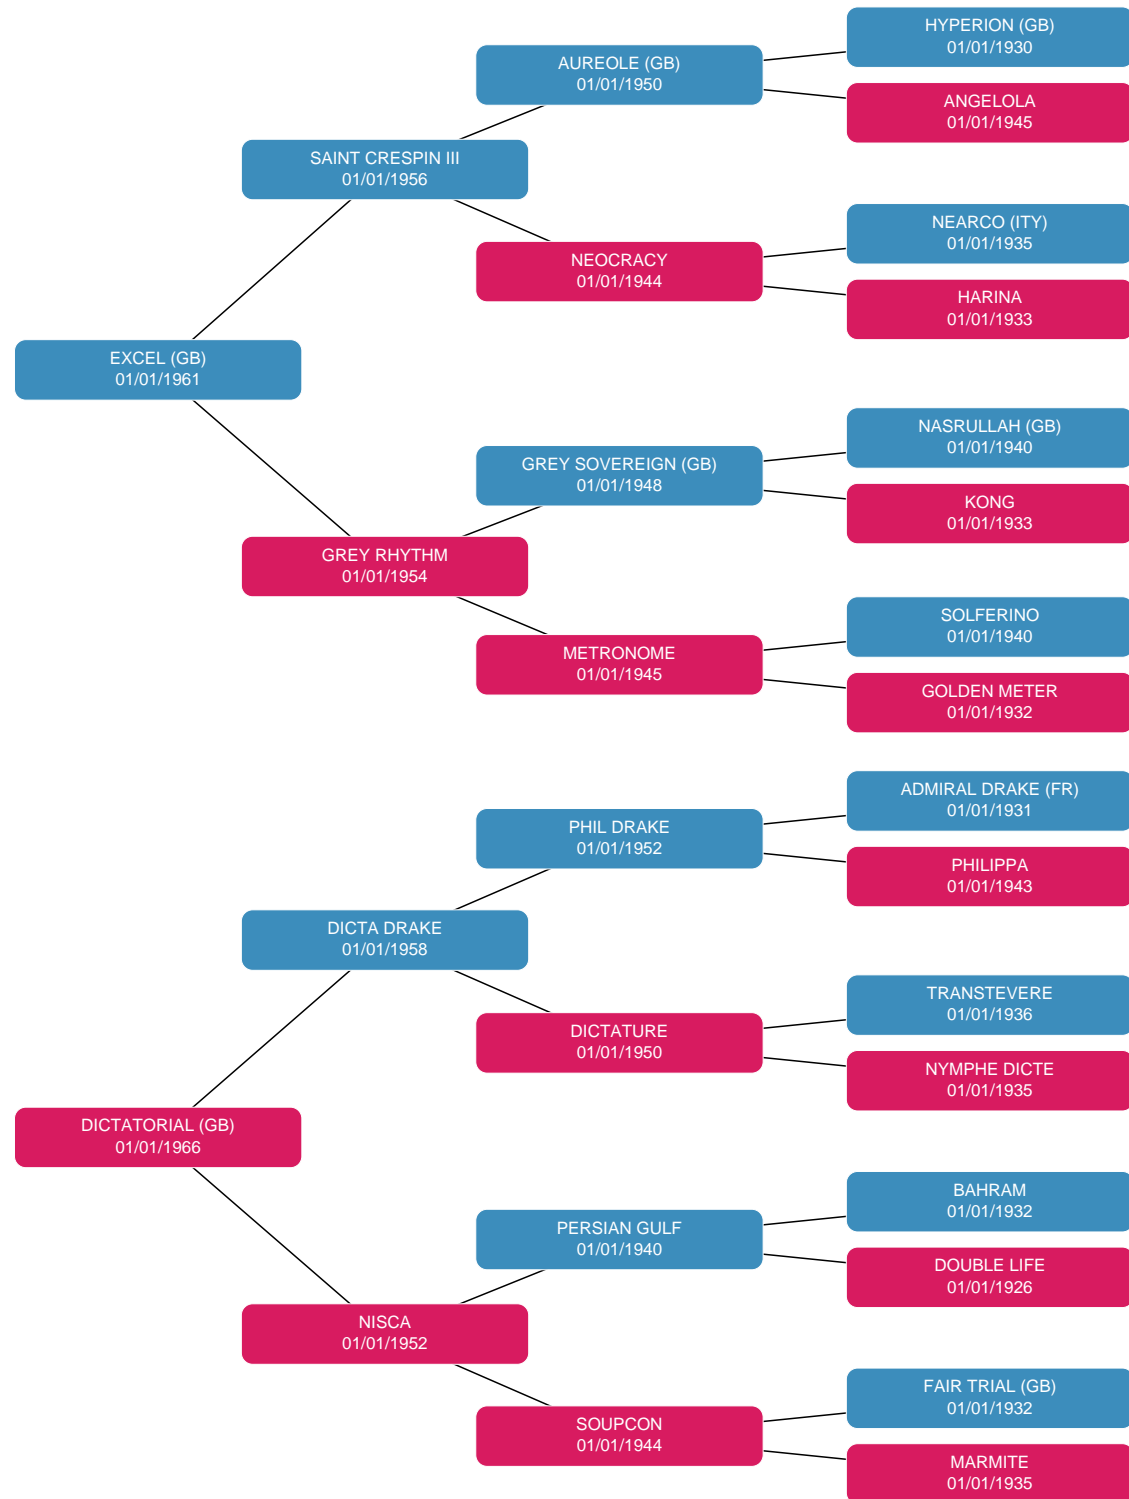 HYPERION (GB)
01/01/1930
AUREOLE (GB)
01/01/1950
ANGELOLA
01/01/1945
SAINT CRESPIN III
01/01/1956
NEARCO (ITY)
01/01/1935
NEOCRACY
01/01/1944
HARINA
01/01/1933
EXCEL (GB)
01/01/1961
NASRULLAH (GB)
01/01/1940
GREY SOVEREIGN (GB)
01/01/1948
KONG
01/01/1933
GREY RHYTHM
01/01/1954
SOLFERINO
01/01/1940
METRONOME
01/01/1945
GOLDEN METER
01/01/1932
ADMIRAL DRAKE (FR)
01/01/1931
PHIL DRAKE
01/01/1952
PHILIPPA
01/01/1943
DICTA DRAKE
01/01/1958
TRANSTEVERE
01/01/1936
DICTATURE
01/01/1950
NYMPHE DICTE
01/01/1935
DICTATORIAL (GB)
01/01/1966
BAHRAM
01/01/1932
PERSIAN GULF
01/01/1940
DOUBLE LIFE
01/01/1926
NISCA
01/01/1952
FAIR TRIAL (GB)
01/01/1932
SOUPCON
01/01/1944
MARMITE
01/01/1935